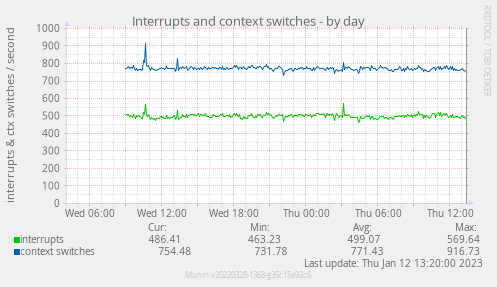 Interrupts and context switches - by day
RRDTOOL / TOBI OETIKER
interrupts & ctx switches / second
1000
900
800
700
600
500
400
300
200
100
0
Wed 06:00 Wed 12:00 Wed 18:00 Thu 00:00 Thu 06:00 Thu 12:00
Cur: Min: Avg: Max:
interrupts 486.41 463.23 499.07 569.64
context switches 754.48 731.78 771.43 916.73
Last update: Thu Jan 12 13:20:00 2023
Munin v20220328-1368-g35c15e92c6